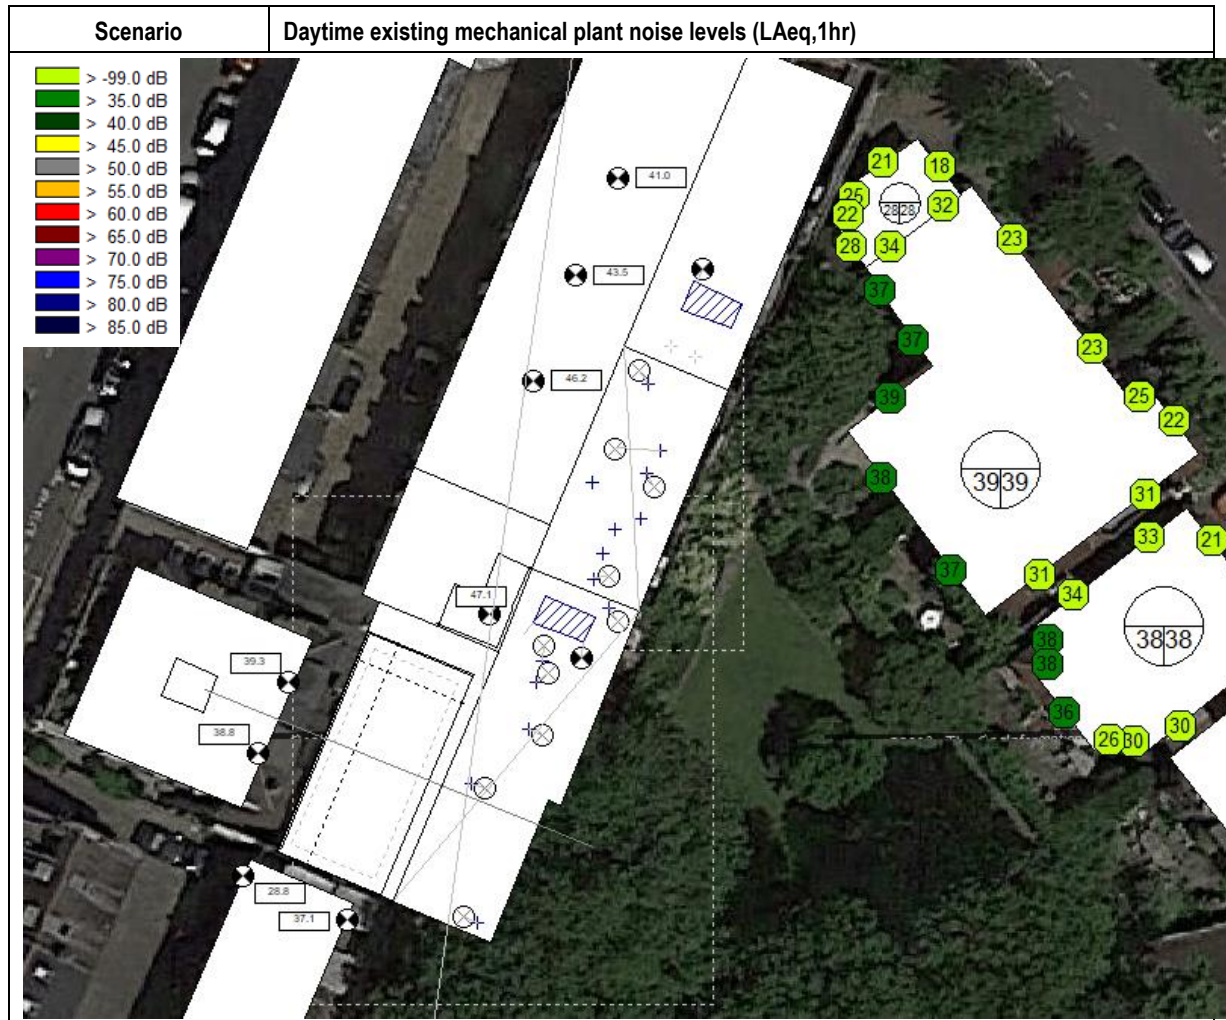 Scenario
Daytime existing mechanical plant noise levels (LAeq,1hr)
> -99.0 dB
> 35.0 dB
> 40.0 dB
> 45.0 dB
> 50.0 dB
> 55.0 dB
> 60.0 dB
> 65.0 dB
> 70.0 dB
> 75.0 dB
> 80.0 dB
> 85.0 dB
21
18
41.0
25
28 28
32
22
28
34
23
43.5
37
37
23
46.2
39
25
22
38
39 39
31
33
21
37
31
34
47.1
38
38 38
38
39.3
36
38.8
26
30
30
28.8
37.1